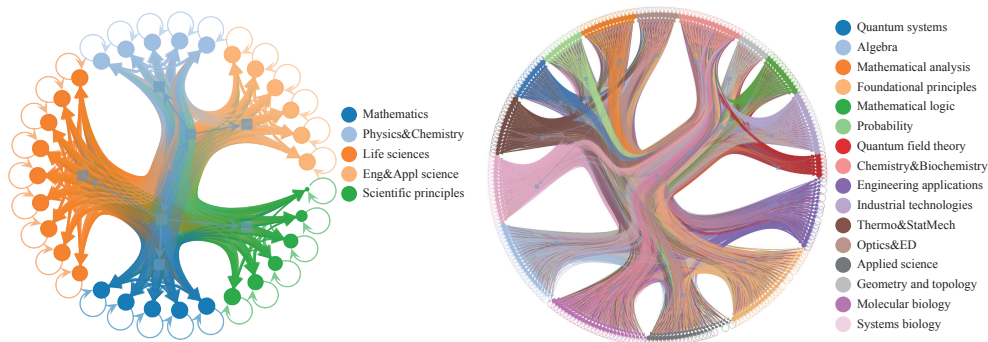 Mathematics
Physics&Chemistry
Life sciences
Eng&Appl science
Scientific principles
Quantum systems
Algebra
Mathematical analysis
Foundational principles
Mathematical logic
Probability
Quantum field theory
Chemistry&Biochemistry
Engineering applications
Industrial technologies
Thermo&StatMech
Optics&ED
Applied science
Geometry and topology
Molecular biology
Systems biology